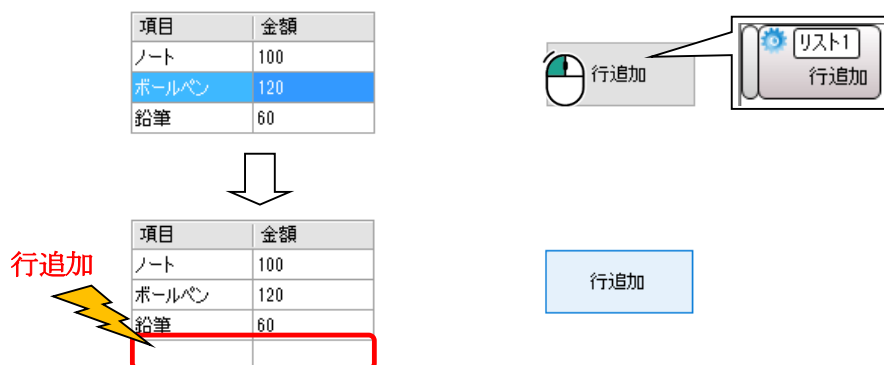 項目 金額
ノート 100
ボールペン 120
鉛筆 60
行追加
リスト1
行追加
行追加
項目 金額
ノート 100
ボールペン 120
鉛筆 60
行追加